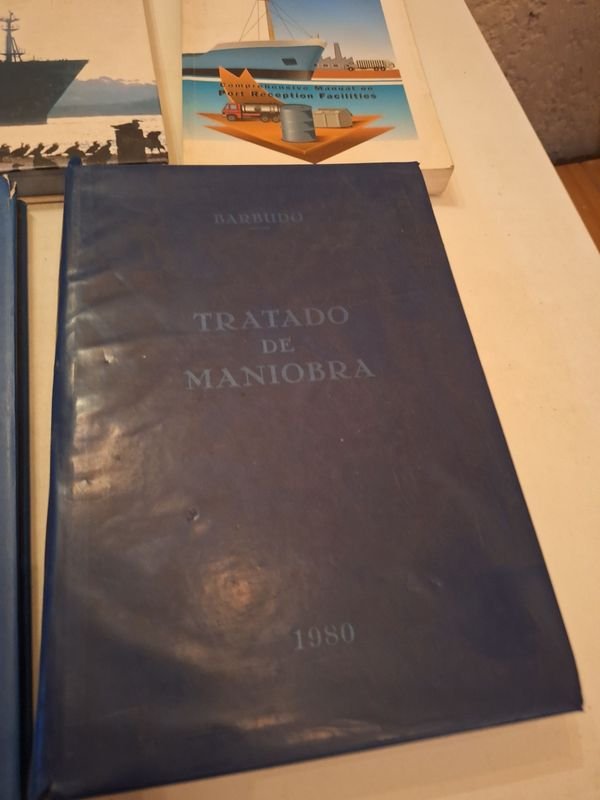 Comprehensive Manual on
Port Reception Facilities
BARBUDO
TRATADO
DE
MANIOBRA
1980